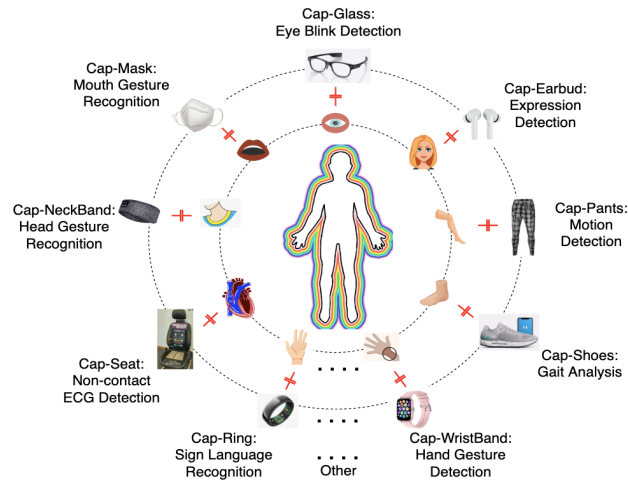 Cap-Glass:
Eye Blink Detection
Cap-Mask:
Mouth Gesture
Recognition
Cap-Earbud:
Expression
Detection
Cap-NeckBand:
Head Gesture
Recognition
Cap-Pants:
Motion
Detection
Cap-Seat:
Non-contact
ECG Detection
Cap-Shoes:
Gait Analysis
Cap-Ring:
Sign Language
Recognition
Cap-WristBand:
Hand Gesture
Detection
Other